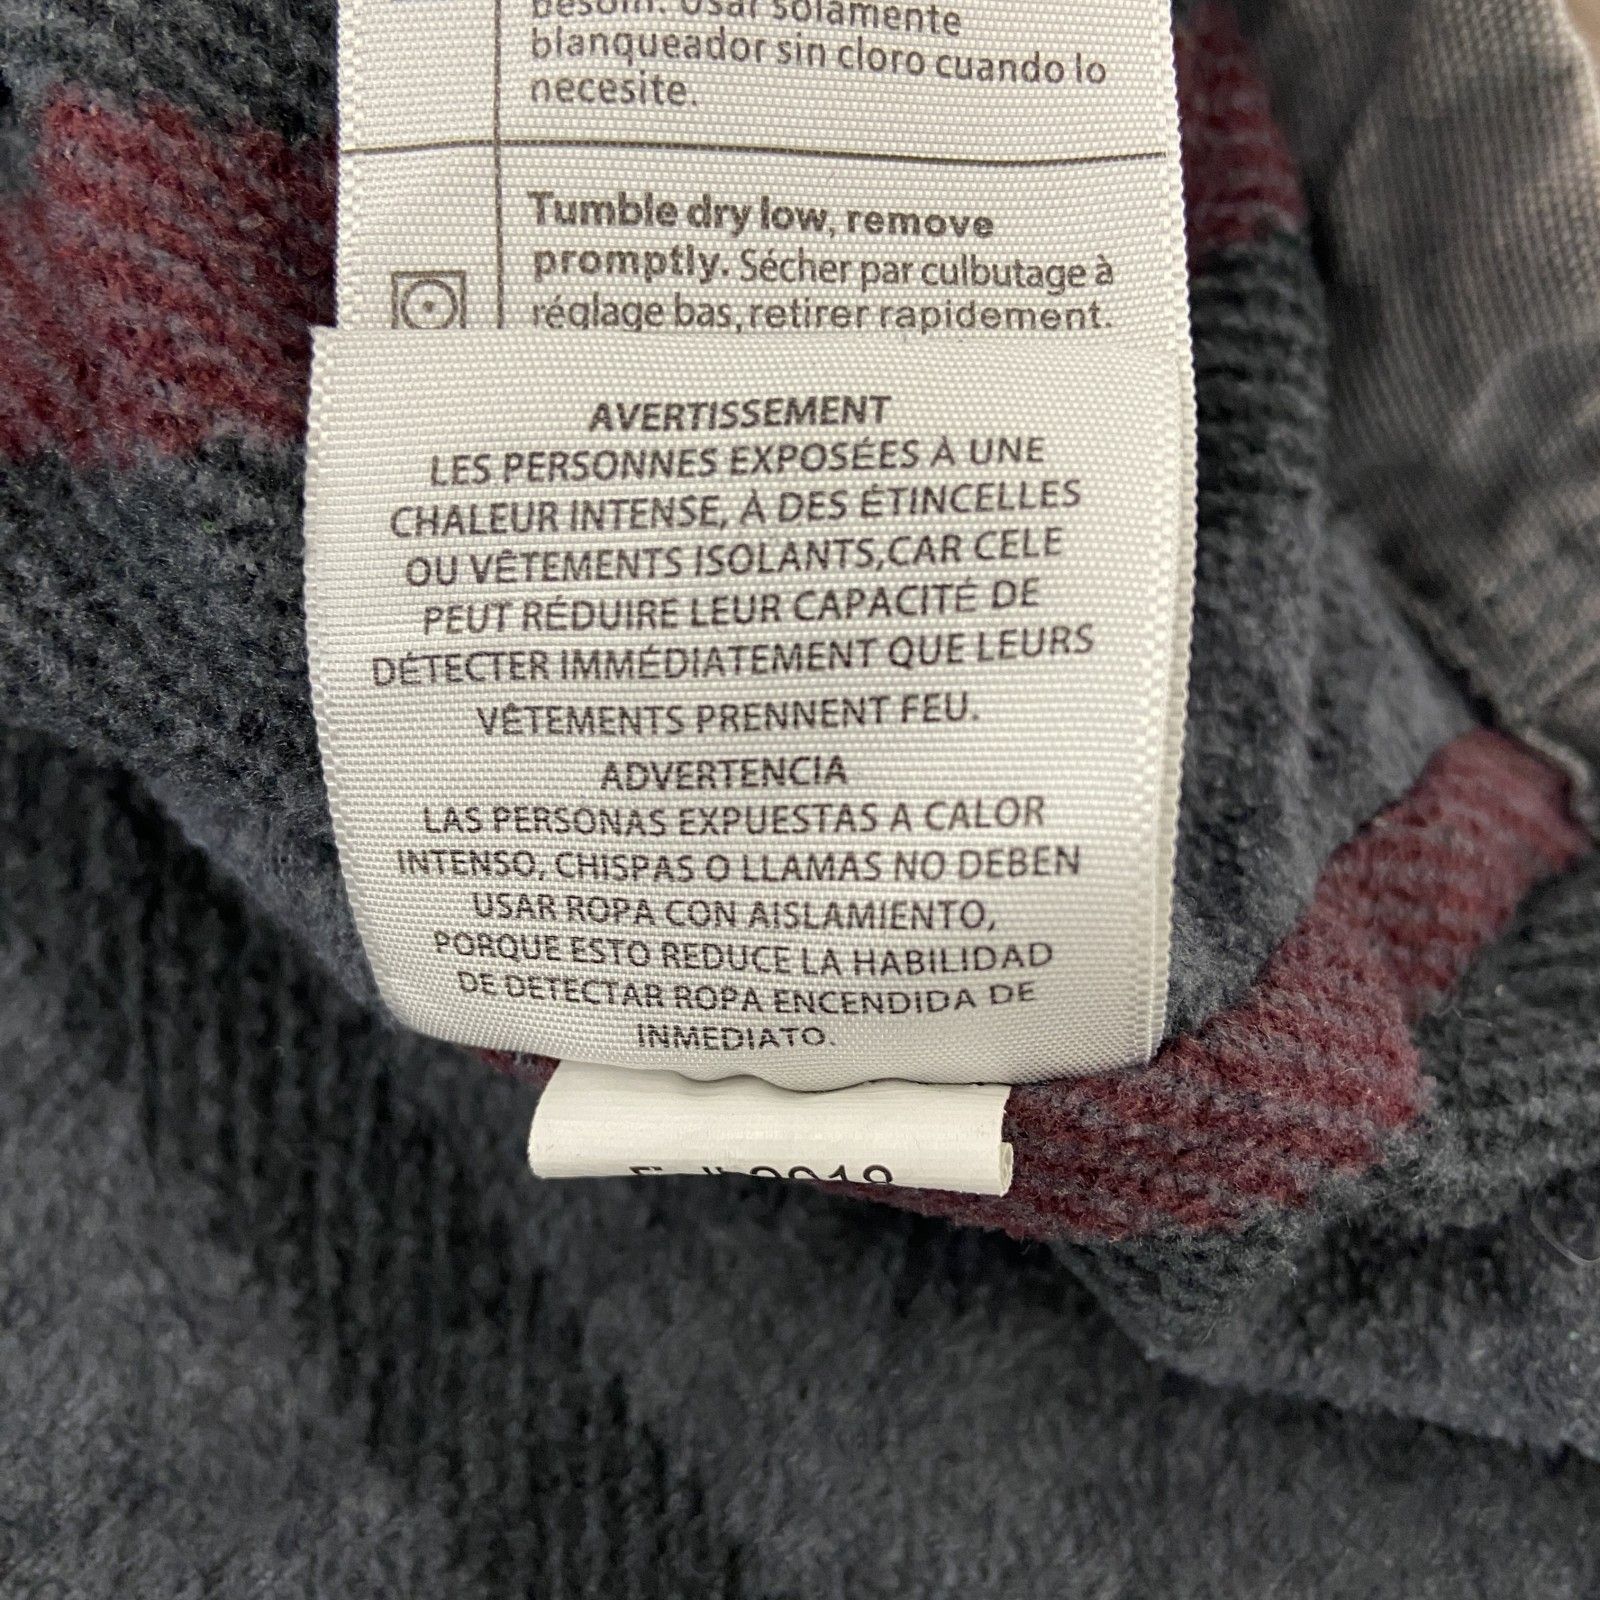 besoin. Usar solamente
blanqueador sin cloro cuando lo
necesite.
Tumble dry low, remove
promptly. Sécher par culbutage à
réglage bas, retirer rapidement.
AVERTISSEMENT
LES PERSONNES EXPOSÉES À UNE
CHALEUR INTENSE, À DES ÉTINCELLES
OU VÊTEMENTS ISOLANTS,CAR CELE
PEUT RÉDUIRE LEUR CAPACITÉ DE
DÉTECTER IMMÉDIATEMENT QUE LEURS
VÊTEMENTS PRENNENT FEU.
ADVERTENCIA
LAS PERSONAS EXPUESTAS A CALOR
INTENSO, CHISPAS O LLAMAS NO DEBEN
USAR ROPA CON AISLAMIENTO,
PORQUE ESTO REDUCE LA HABILIDAD
DE DETECTAR ROPA ENCENDIDA DE
INMEDIATO.